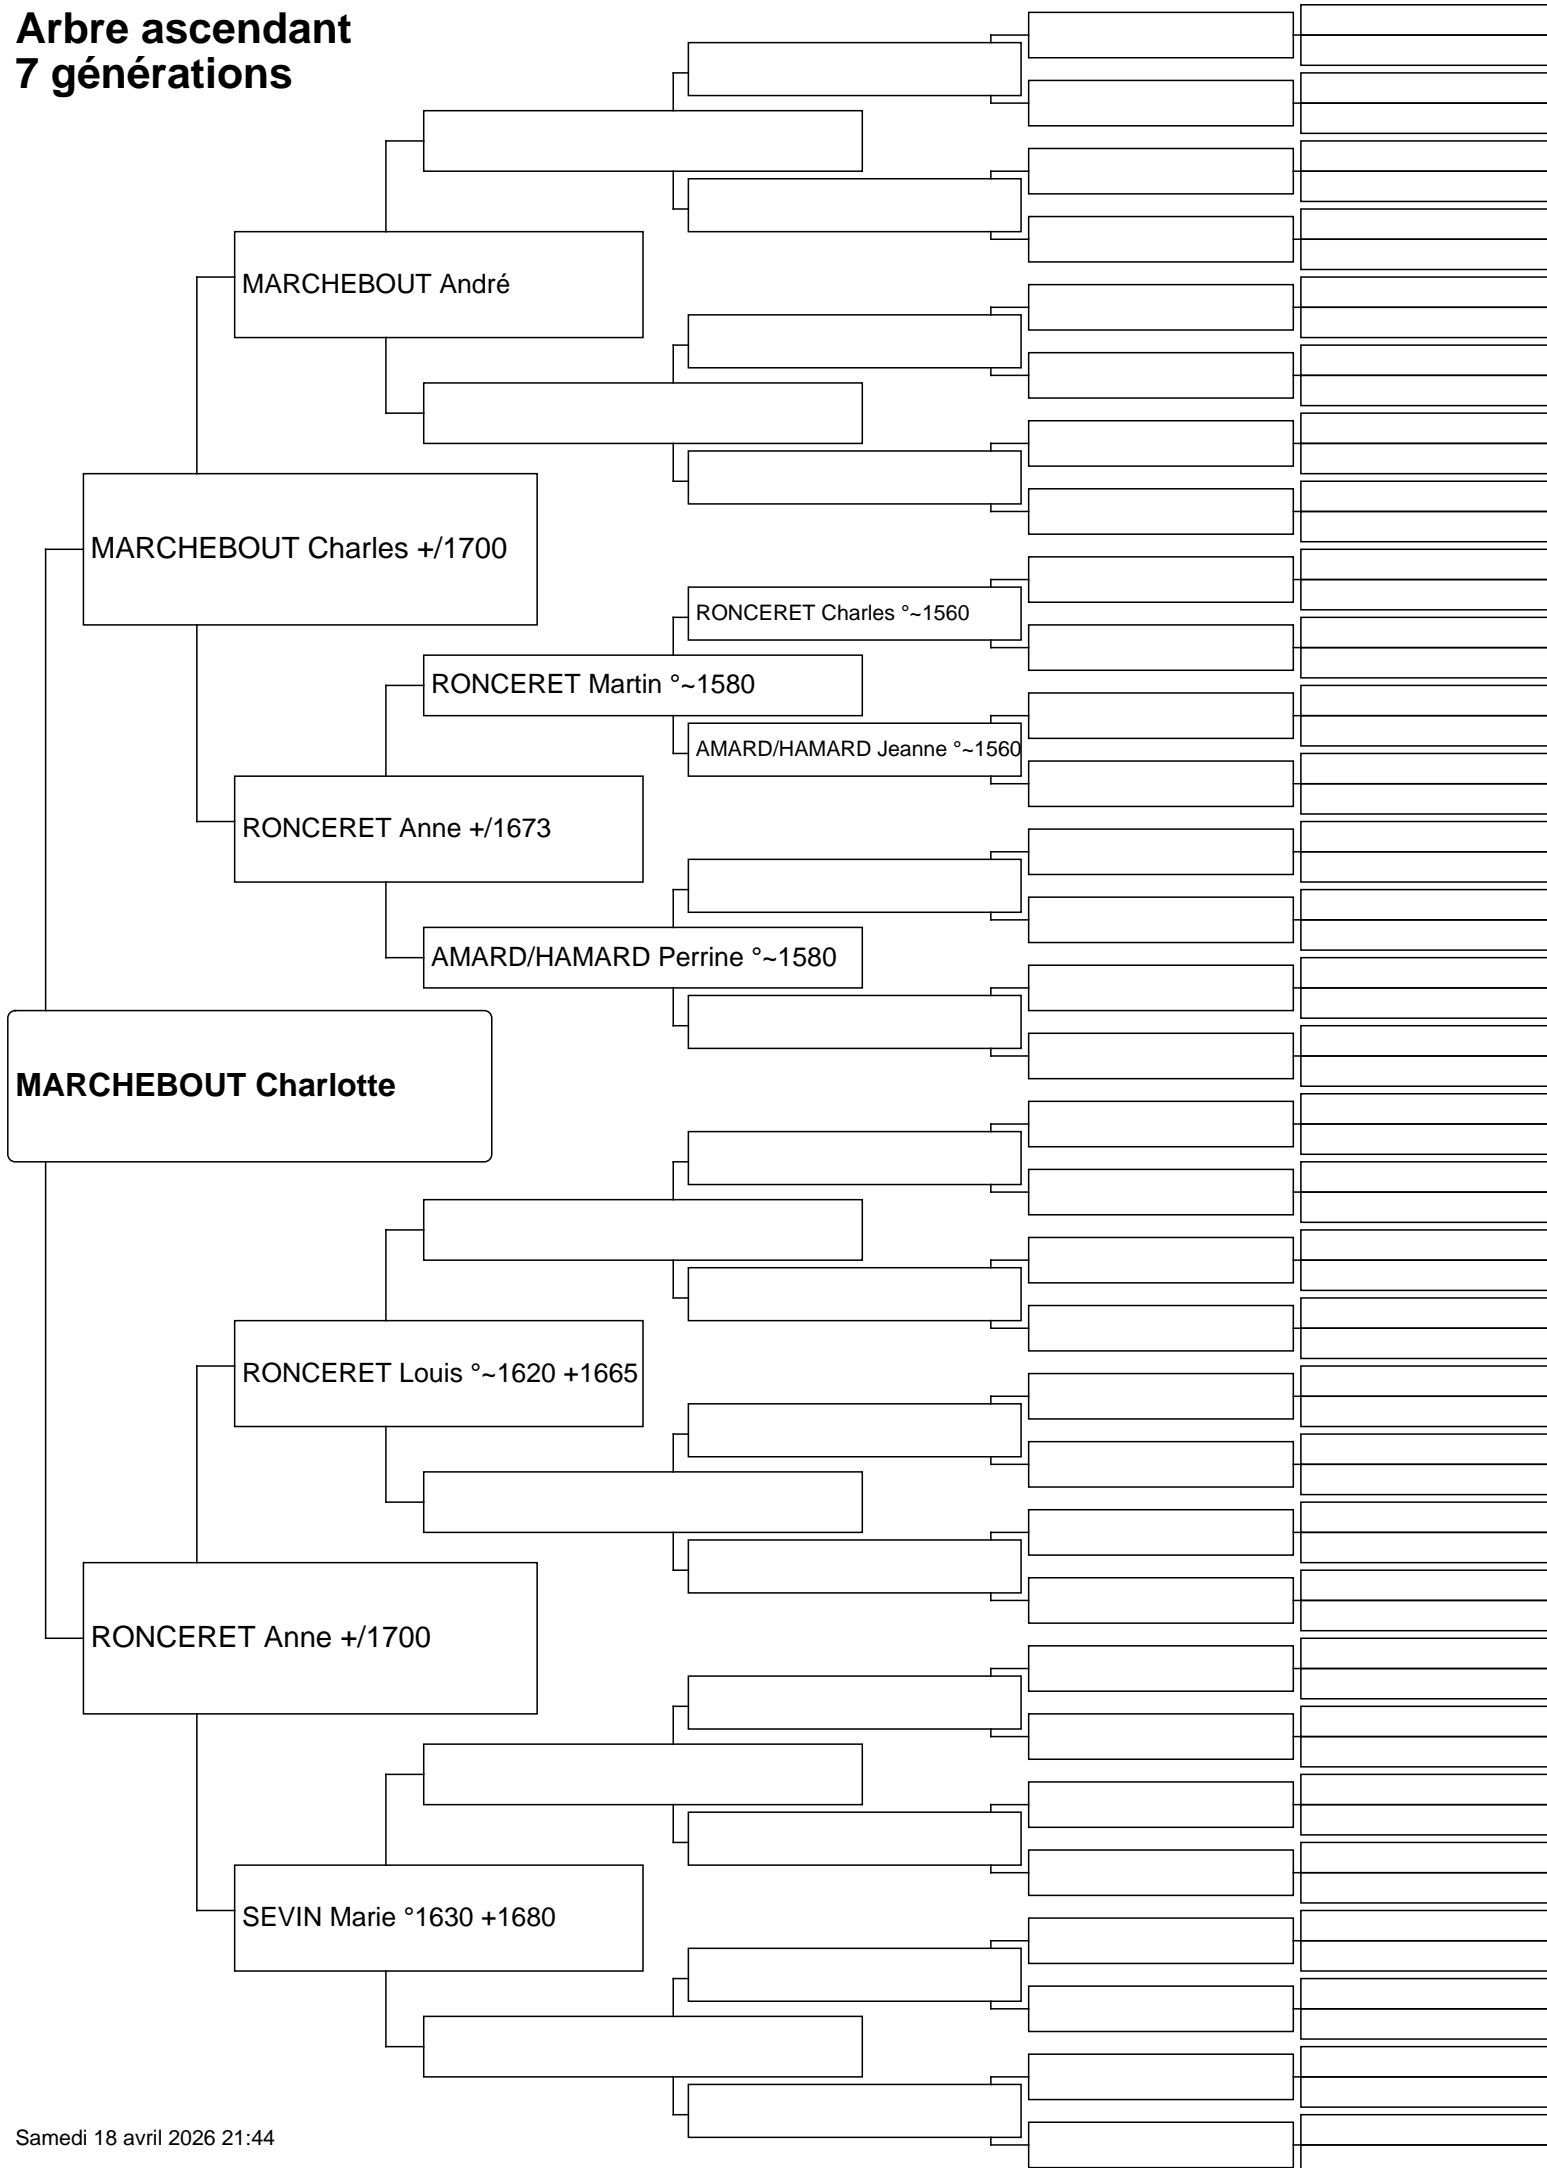 Arbre ascendant
7 générations
MARCHEBOUT André
MARCHEBOUT Charles +/1700
RONCERET Charles °~1560
RONCERET Martin °~1580
AMARD/HAMARD Jeanne °~1560
RONCERET Anne +/1673
AMARD/HAMARD Perrine °~1580
MARCHEBOUT Charlotte
RONCERET Louis °~1620 +1665
RONCERET Anne +/1700
SEVIN Marie °1630 +1680
Samedi 18 avril 2026 21:44